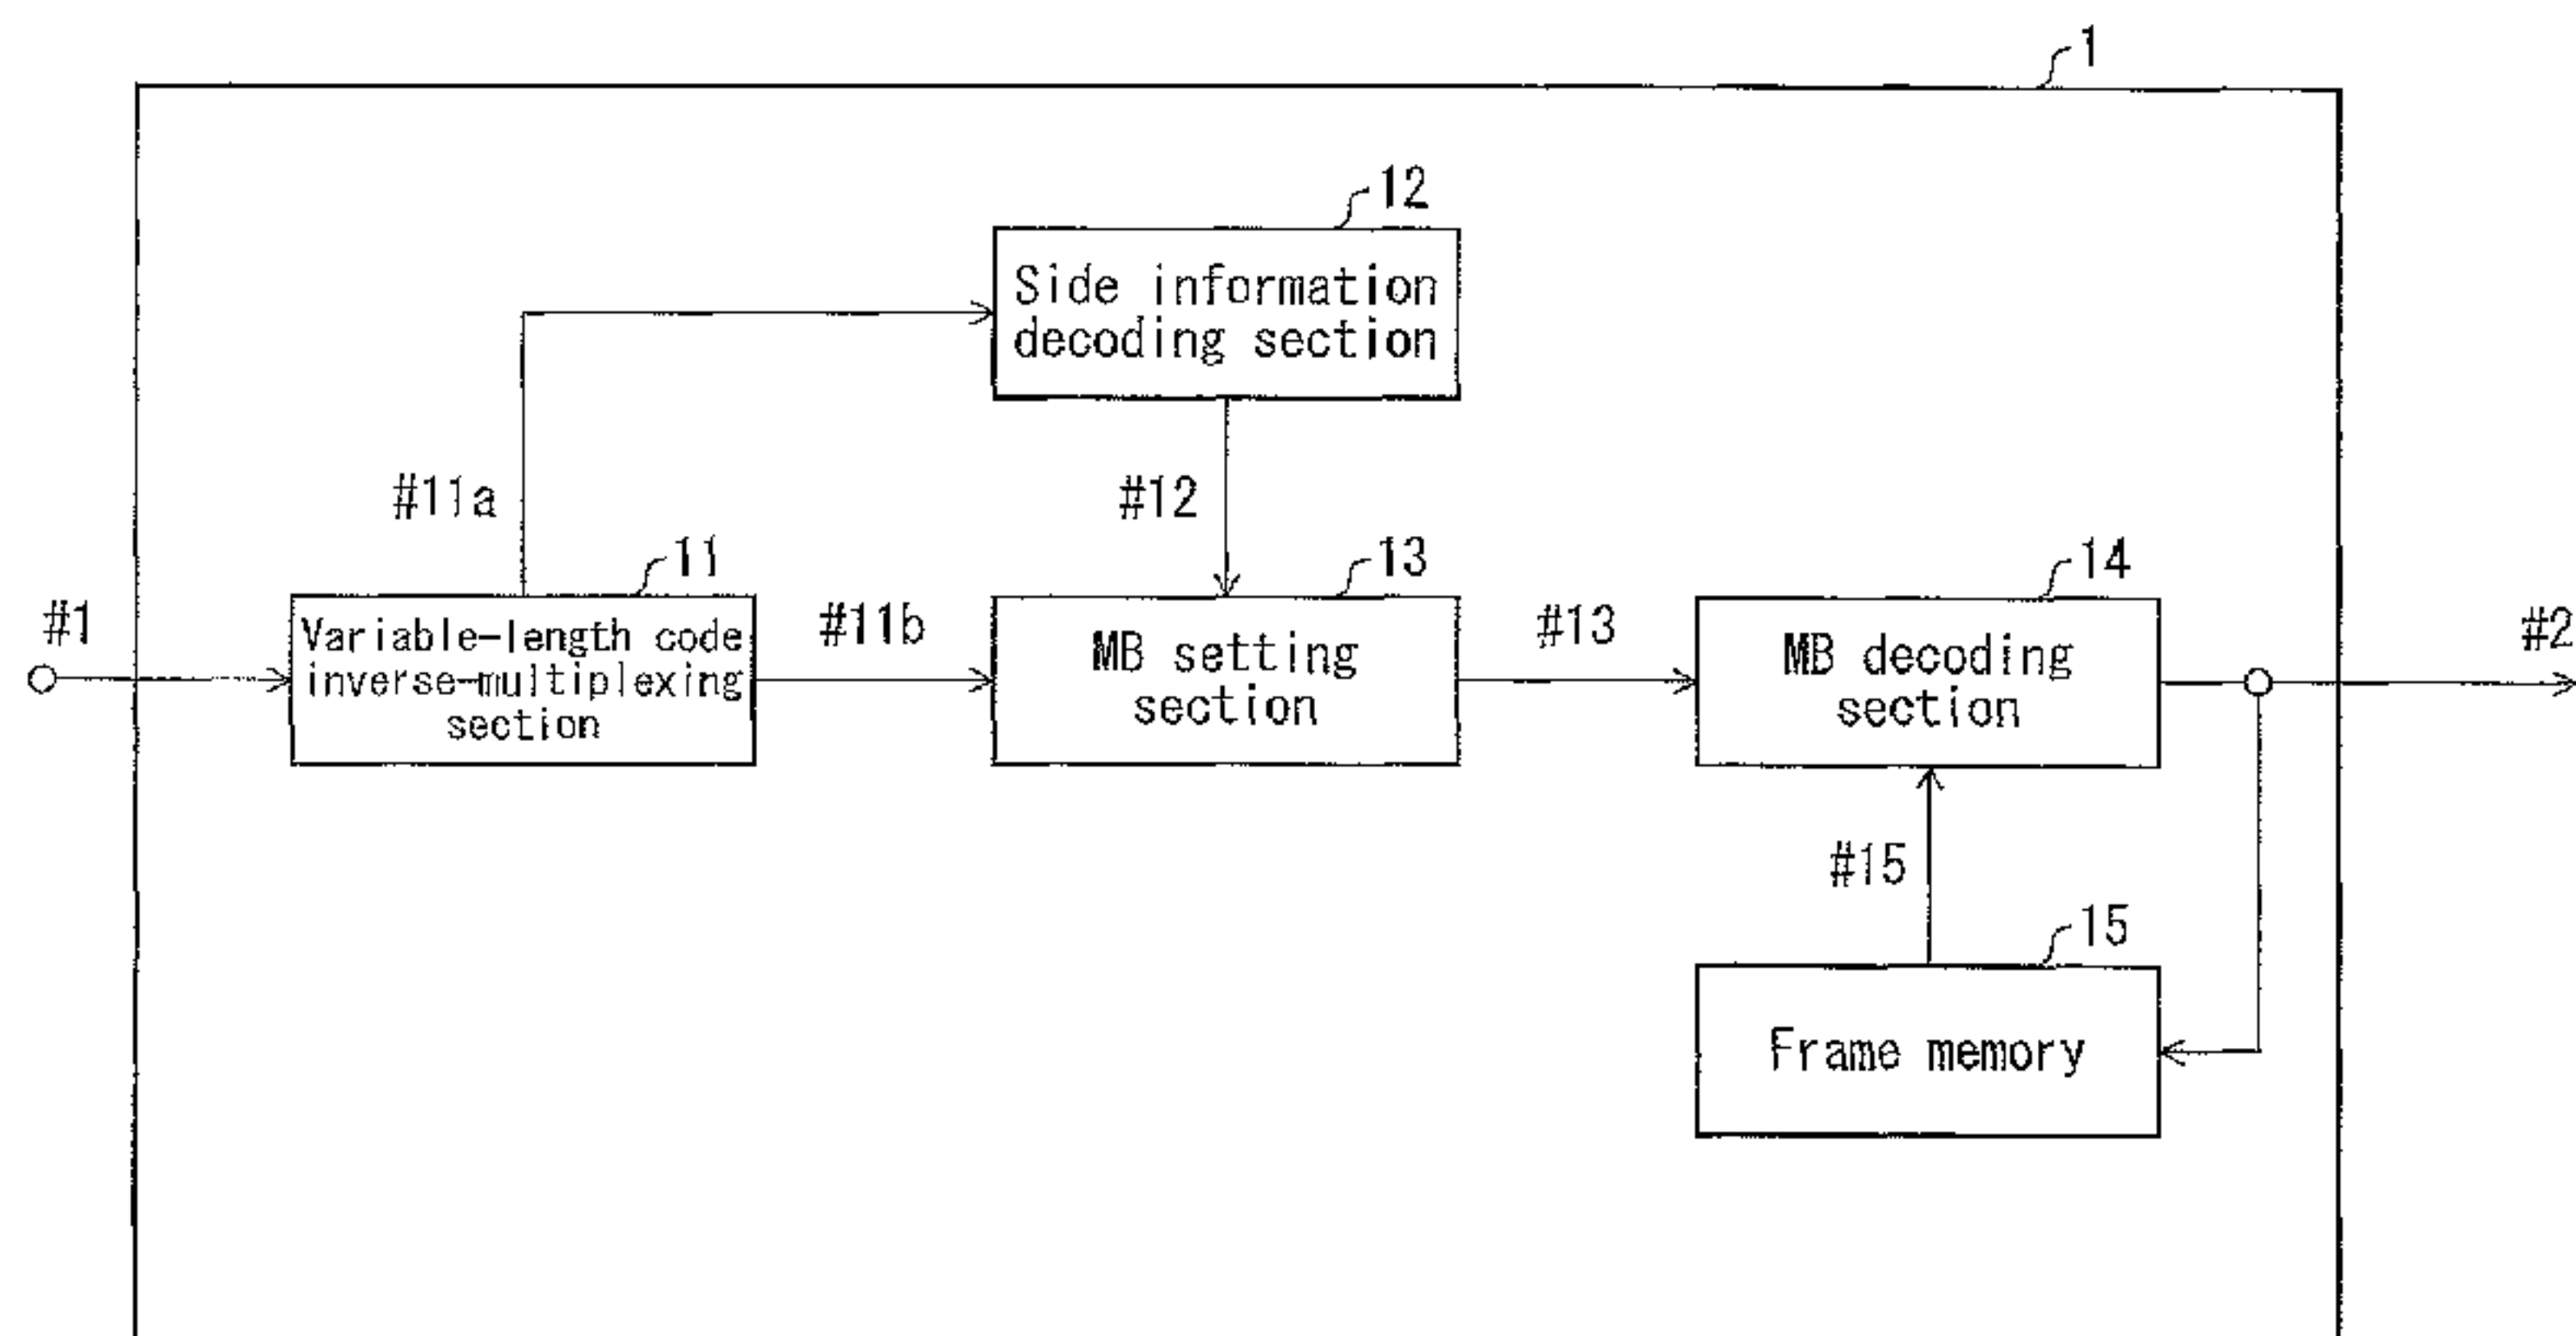 1
12
Side information
decoding section
#11a
#12
11
13
14
#1
Variable-length code
inverse-multiplexing
section
#11b
MB setting
section
#13
MB decoding
section
#2
#15
15
Frame memory